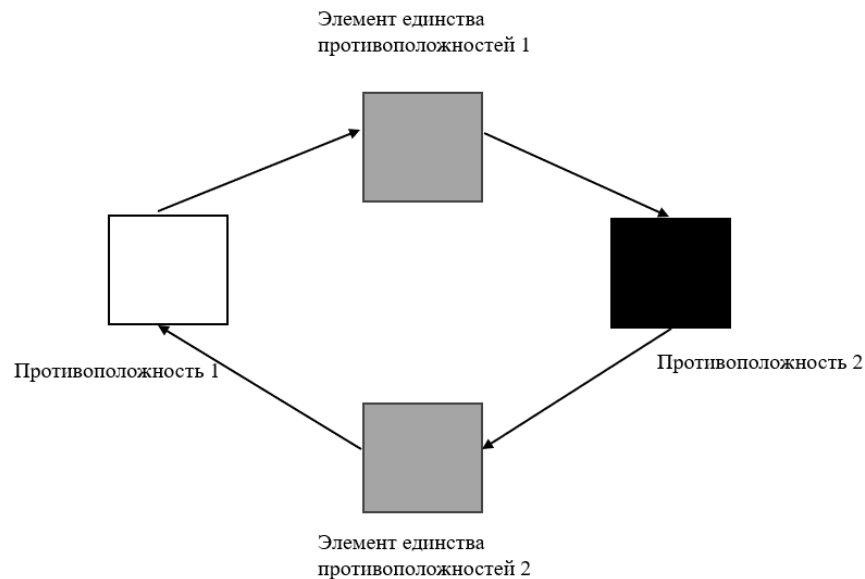 Элемент единства
противоположностей 1
Противоположность 1
Противоположность 2
Элемент единства
противоположностей 2